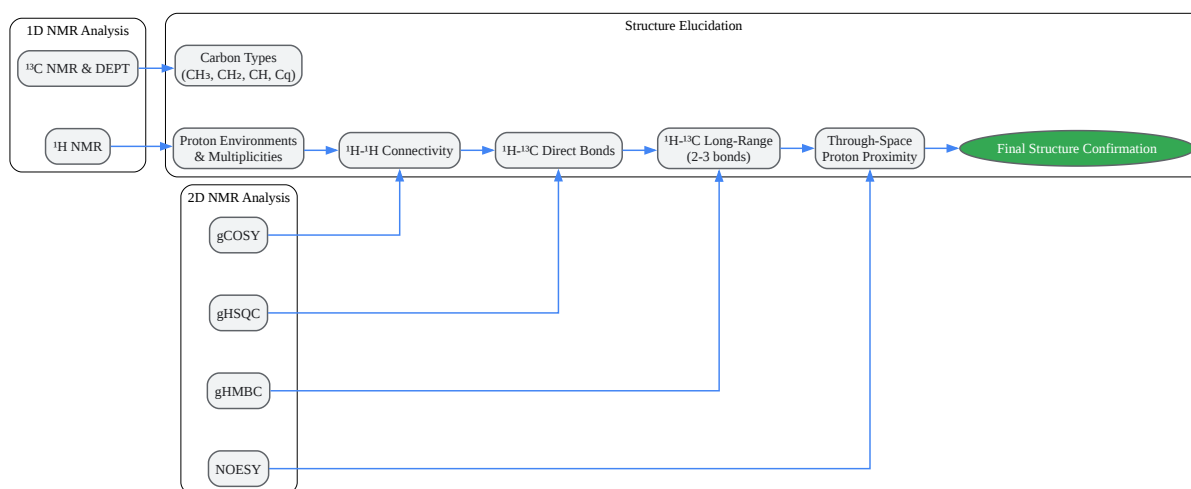 1D NMR Analysis
¹³C NMR & DEPT
¹H NMR
Structure Elucidation
Carbon Types
(CH₃, CH₂, CH, Cq)
Proton Environments
& Multiplicities
¹H-¹H Connectivity
¹H-¹³C Direct Bonds
¹H-¹³C Long-Range
(2-3 bonds)
Through-Space
Proton Proximity
Final Structure Confirmation
2D NMR Analysis
gCOSY
gHSQC
gHMBC
NOESY